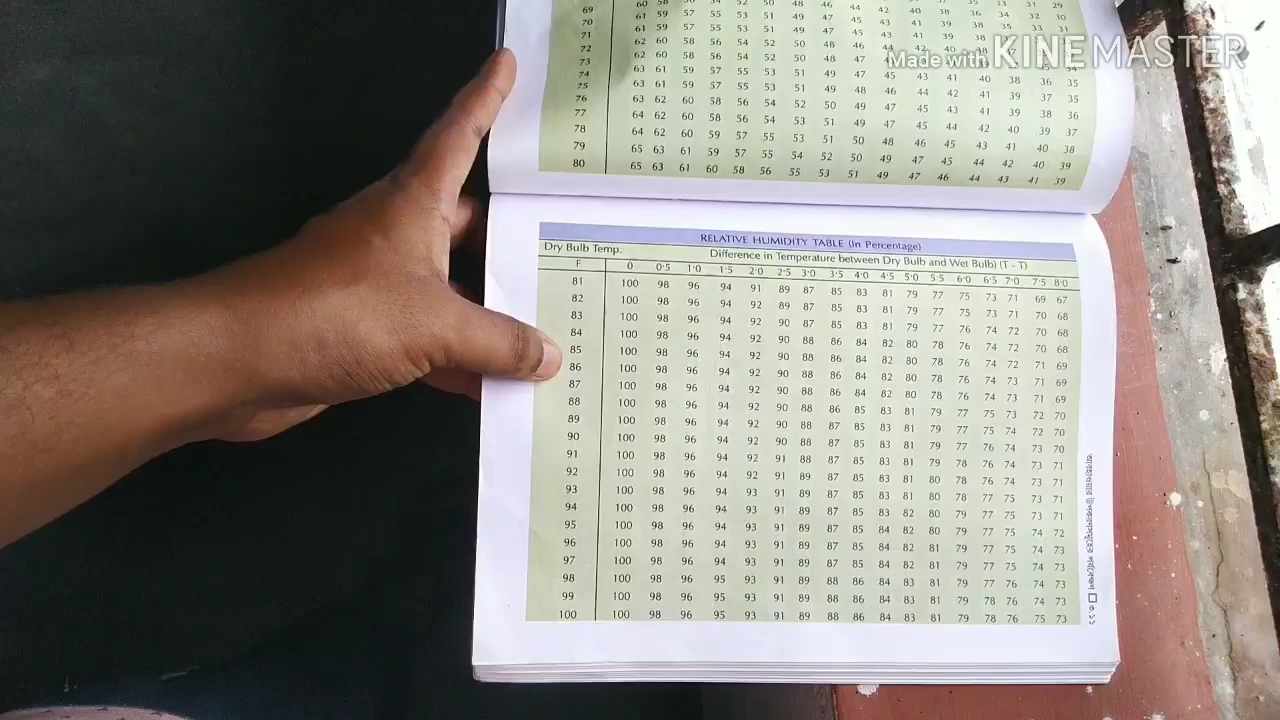 69 60 58 54 52 50 48 46 44 42 40 35 33 31 29
70 61 59 57 55 53 51 49 47 45 43 41 39 38 36 34 32 30
71 61 59 57 55 53 51 49 47 45 43 41 39 38 35 33 31
72 62 60 58 56 54 52 50 48 46 44
73 62 60 58 56 54 52 50 48 47
74 63 61 59 57 55 53 51 49 47 45 43 41 40 38 36 35
75 63 61 59 57 55 53 51 49 48 46 44 42 41 39 37 35
76 63 62 60 58 56 54 52 50 49 47 45 43 41 39 38 36
77 64 62 60 58 56 54 53 51 49 47 45 44 42 40 39 37
78 64 62 60 59 57 55 53 51 50 48 46 45 43 41 40 38
79 65 63 61 59 57 55 54 52 50 49 47 45 44 42 40 39
80 65 63 61 60 58 56 55 53 51 49 47 46 44 43 41 39
Made with KINEMASTER
RELATIVE HUMIDITY TABLE (In Percentage)
Dry Bulb Temp. Difference in Temperature between Dry Bulb and Wet Bulb) (T - T)
F 0 0·5 1·0 1·5 2·0 2·5 3·0 3·5 4·0 4·5 5·0 5·5 6·0 6·5 7·0 7·5 8·0
81 100 98 96 94 91 89 87 85 83 81 79 77 75 73 71 69 67
82 100 98 96 94 92 89 87 85 83 81 79 77 75 73 71 70 68
83 100 98 96 94 92 90 87 85 83 81 79 77 76 74 72 70 68
84 100 98 96 94 92 90 88 86 84 82 80 78 76 74 72 70 68
85 100 98 96 94 92 90 88 86 84 82 80 78 76 74 72 71 69
86 100 98 96 94 92 90 88 86 84 82 80 78 76 74 73 71 69
87 100 98 96 94 92 90 88 86 84 82 80 78 76 74 73 71 69
88 100 98 96 94 92 90 88 86 85 83 81 79 77 75 73 72 70
89 100 98 96 94 92 90 88 87 85 83 81 79 77 75 74 72 70
90 100 98 96 94 92 90 88 87 85 83 81 79 77 76 74 73 70
91 100 98 96 94 92 91 88 87 85 83 81 79 78 76 74 73 71
92 100 98 96 94 92 91 89 87 85 83 81 80 78 76 74 73 71
93 100 98 96 94 93 91 89 87 85 83 81 80 78 77 75 73 71
94 100 98 96 94 93 91 89 87 85 83 82 80 79 77 75 73 71
95 100 98 96 94 93 91 89 87 85 84 82 80 79 77 75 74 72
96 100 98 96 94 93 91 89 87 85 84 82 81 79 77 75 74 73
97 100 98 96 94 93 91 89 87 85 84 82 81 79 77 75 74 73
98 100 98 96 95 93 91 89 88 86 84 83 81 79 77 76 74 73
99 100 98 96 95 93 91 89 88 86 84 83 81 79 78 76 74 73
100 100 98 96 95 93 91 89 88 86 84 83 81 79 78 76 75 73